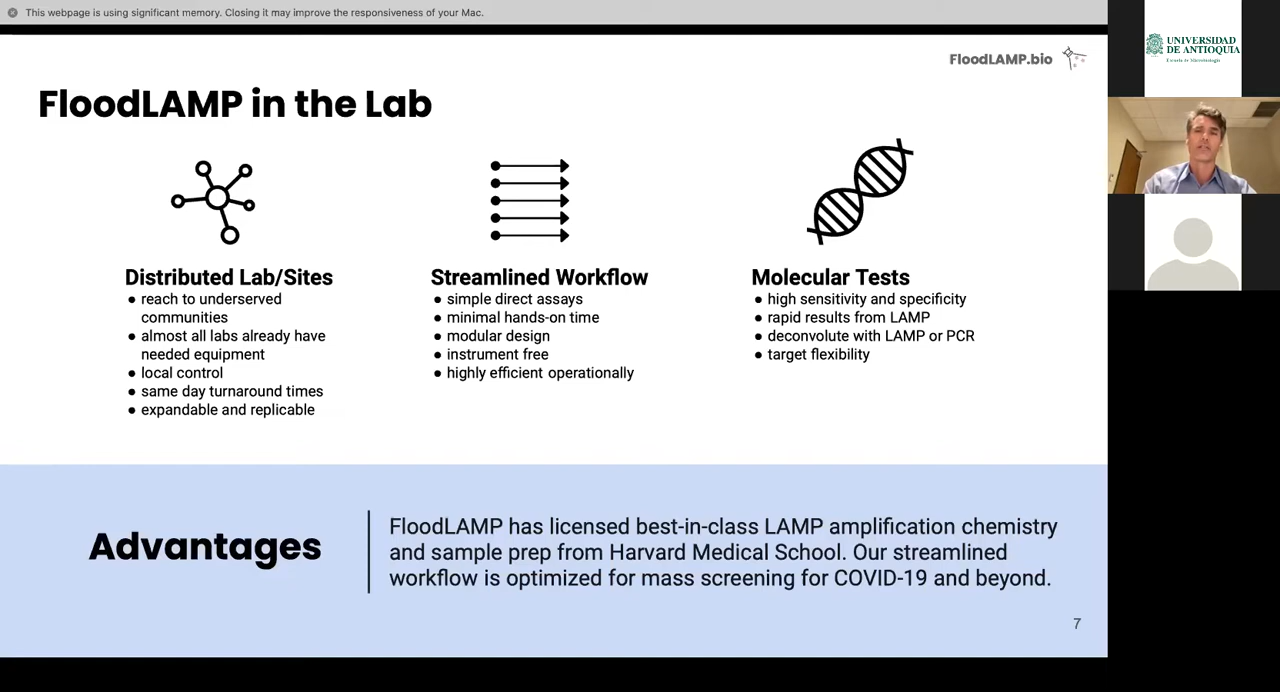 This webpage is using significant memory. Closing it may improve the responsiveness of your Mac.
FloodLAMP.bio
FloodLAMP in the Lab
Distributed Lab/Sites
● reach to underserved
communities
● almost all labs already have
needed equipment
● local control
● same day turnaround times
● expandable and replicable
Streamlined Workflow
● simple direct assays
● minimal hands-on time
● modular design
● instrument free
● highly efficient operationally
Molecular Tests
● high sensitivity and specificity
● rapid results from LAMP
● deconvolute with LAMP or PCR
● target flexibility
Advantages
FloodLAMP has licensed best-in-class LAMP amplification chemistry
and sample prep from Harvard Medical School. Our streamlined
workflow is optimized for mass screening for COVID-19 and beyond.
7
UNIVERSIDAD
DE ANTIOQUIA
Escuela de Microbiología